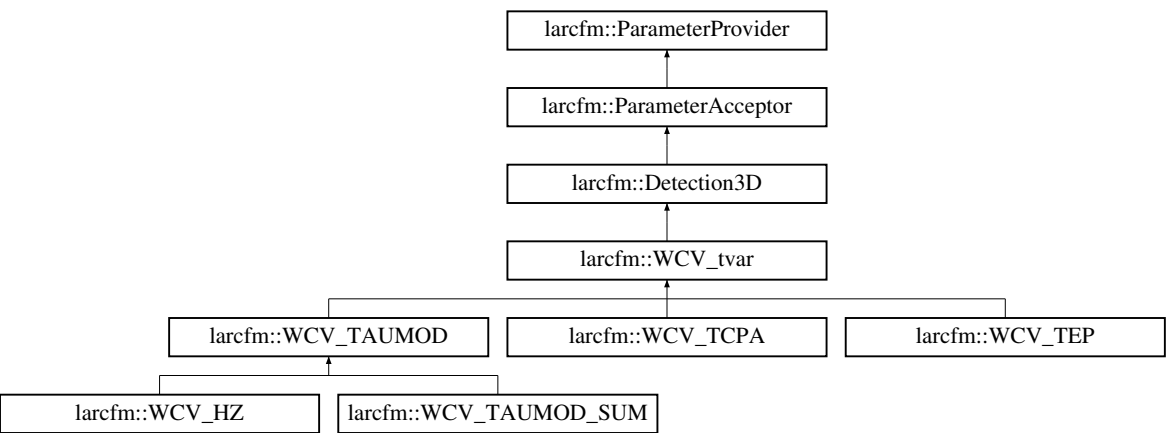 larcfm::ParameterProvider
larcfm::ParameterAcceptor
larcfm::Detection3D
larcfm::WCV_tvar
larcfm::WCV_TAUMOD
larcfm::WCV_TCPA
larcfm::WCV_TEP
larcfm::WCV_HZ
larcfm::WCV_TAUMOD_SUM